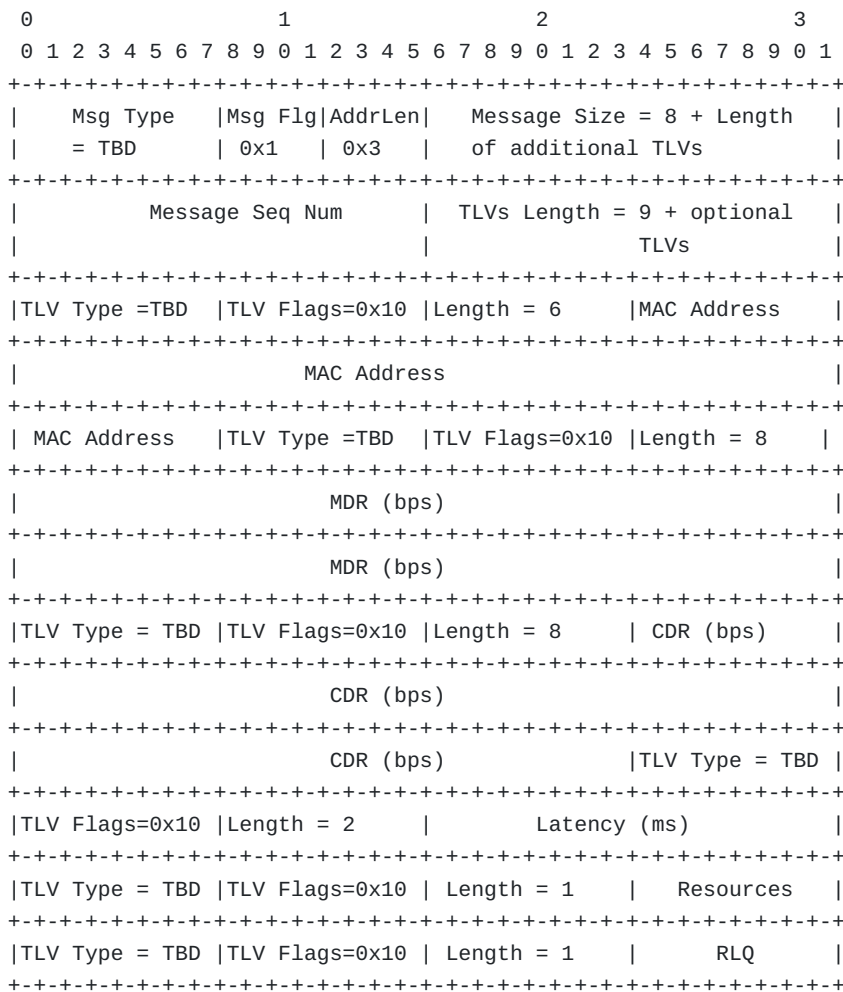 0                   1                   2                   3
 0 1 2 3 4 5 6 7 8 9 0 1 2 3 4 5 6 7 8 9 0 1 2 3 4 5 6 7 8 9 0 1
+-+-+-+-+-+-+-+-+-+-+-+-+-+-+-+-+-+-+-+-+-+-+-+-+-+-+-+-+-+-+-+-+
|    Msg Type   |Msg Flg|AddrLen|   Message Size = 8 + Length   |
|    = TBD      | 0x1   | 0x3   |   of additional TLVs          |
+-+-+-+-+-+-+-+-+-+-+-+-+-+-+-+-+-+-+-+-+-+-+-+-+-+-+-+-+-+-+-+-+
|          Message Seq Num      |  TLVs Length = 9 + optional   |
|                               |                TLVs           |
+-+-+-+-+-+-+-+-+-+-+-+-+-+-+-+-+-+-+-+-+-+-+-+-+-+-+-+-+-+-+-+-+
|TLV Type =TBD  |TLV Flags=0x10 |Length = 6     |MAC Address    |
+-+-+-+-+-+-+-+-+-+-+-+-+-+-+-+-+-+-+-+-+-+-+-+-+-+-+-+-+-+-+-+-+
|                      MAC Address                              |
+-+-+-+-+-+-+-+-+-+-+-+-+-+-+-+-+-+-+-+-+-+-+-+-+-+-+-+-+-+-+-+-+
| MAC Address   |TLV Type =TBD  |TLV Flags=0x10 |Length = 8    |
+-+-+-+-+-+-+-+-+-+-+-+-+-+-+-+-+-+-+-+-+-+-+-+-+-+-+-+-+-+-+-+-+
|                        MDR (bps)                              |
+-+-+-+-+-+-+-+-+-+-+-+-+-+-+-+-+-+-+-+-+-+-+-+-+-+-+-+-+-+-+-+-+
|                        MDR (bps)                              |
+-+-+-+-+-+-+-+-+-+-+-+-+-+-+-+-+-+-+-+-+-+-+-+-+-+-+-+-+-+-+-+-+
|TLV Type = TBD |TLV Flags=0x10 |Length = 8     | CDR (bps)     |
+-+-+-+-+-+-+-+-+-+-+-+-+-+-+-+-+-+-+-+-+-+-+-+-+-+-+-+-+-+-+-+-+
|                        CDR (bps)                              |
+-+-+-+-+-+-+-+-+-+-+-+-+-+-+-+-+-+-+-+-+-+-+-+-+-+-+-+-+-+-+-+-+
|                        CDR (bps)              |TLV Type = TBD |
+-+-+-+-+-+-+-+-+-+-+-+-+-+-+-+-+-+-+-+-+-+-+-+-+-+-+-+-+-+-+-+-+
|TLV Flags=0x10 |Length = 2     |        Latency (ms)           |
+-+-+-+-+-+-+-+-+-+-+-+-+-+-+-+-+-+-+-+-+-+-+-+-+-+-+-+-+-+-+-+-+
|TLV Type = TBD |TLV Flags=0x10 | Length = 1    |   Resources   |
+-+-+-+-+-+-+-+-+-+-+-+-+-+-+-+-+-+-+-+-+-+-+-+-+-+-+-+-+-+-+-+-+
|TLV Type = TBD |TLV Flags=0x10 | Length = 1    |      RLQ      |
+-+-+-+-+-+-+-+-+-+-+-+-+-+-+-+-+-+-+-+-+-+-+-+-+-+-+-+-+-+-+-+-+